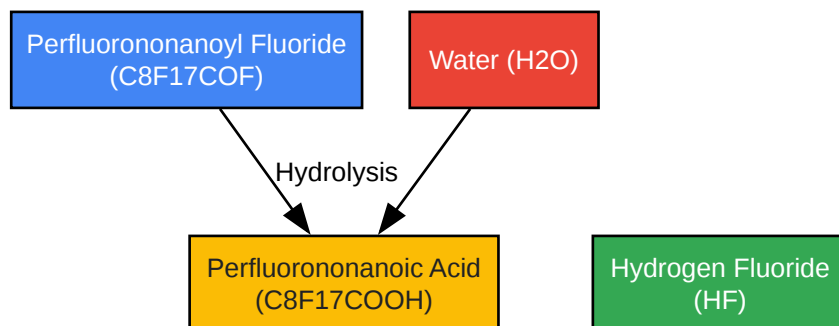 Perfluorononanoyl Fluoride
(C8F17COF)
Water (H2O)
Hydrolysis
Perfluorononanoic Acid
(C8F17COOH)
Hydrogen Fluoride
(HF)